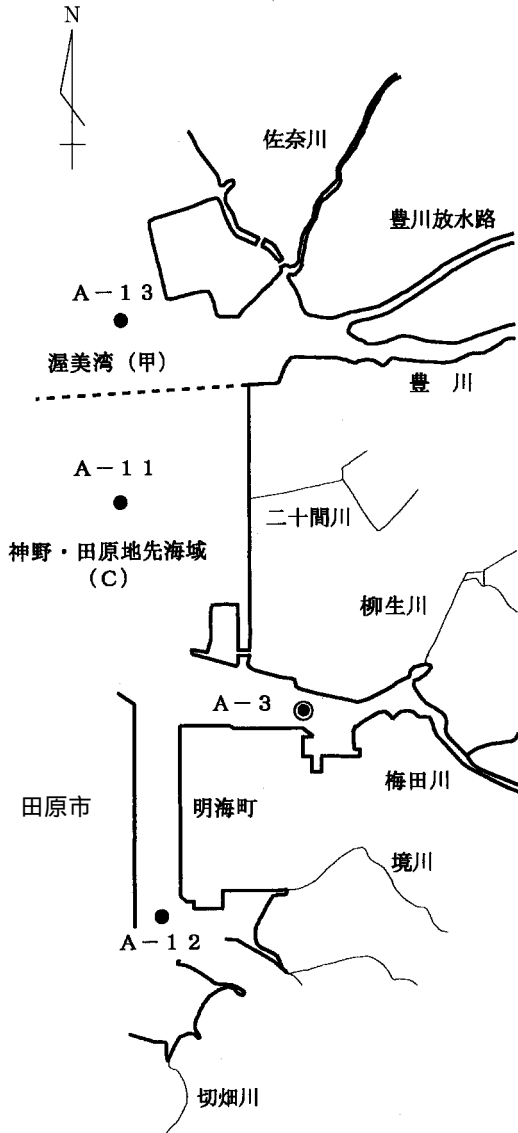 N
佐奈川
豊川放水路
A-13
渥美湾(甲)
豊 川
A-11
二十間川
神野・田原地先海域
(C)
柳生川
A-3
梅田川
田原市
明海町
境川
A-12
切畑川